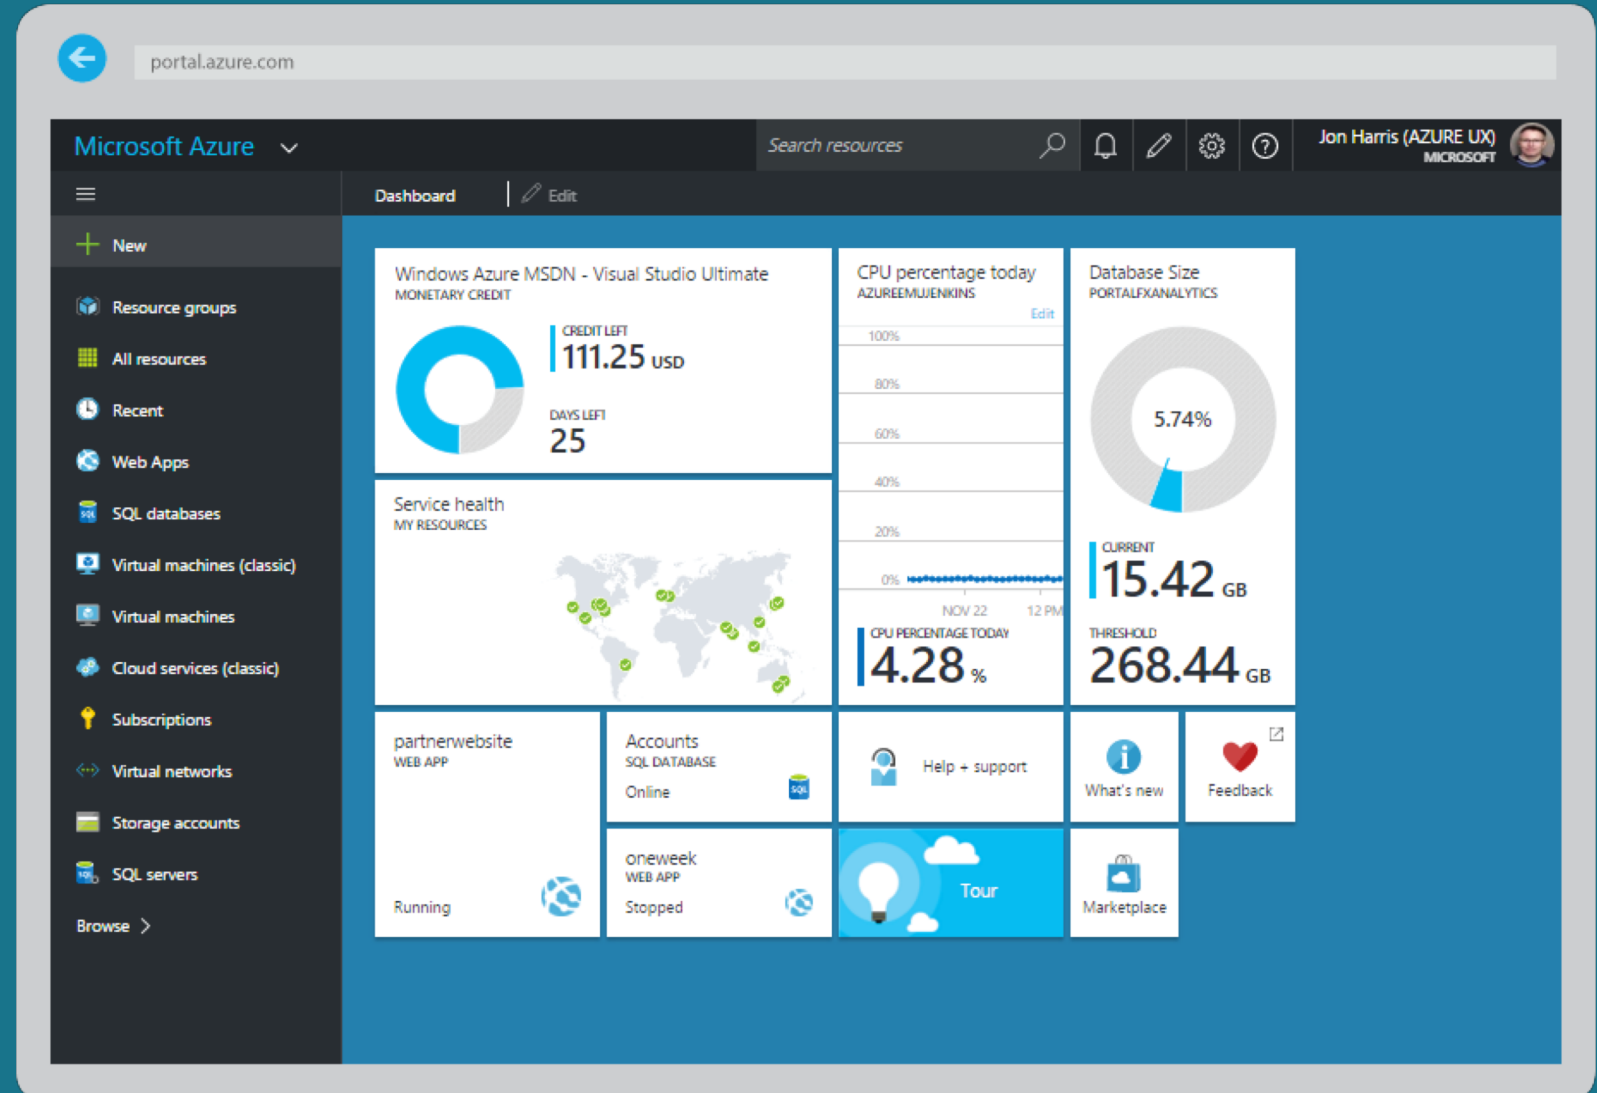 portal.azure.com
Microsoft Azure
Search resources
Jon Harris (AZURE UX)
MICROSOFT
Dashboard
Edit
New
Resource groups
All resources
Recent
Web Apps
SQL databases
Virtual machines (classic)
Virtual machines
Cloud services (classic)
Subscriptions
Virtual networks
Storage accounts
SQL servers
Browse
Windows Azure MSDN - Visual Studio Ultimate
MONETARY CREDIT
CREDIT LEFT
111.25 USD
DAYS LEFT
25
Service health
MY RESOURCES
CPU percentage today
AZUREEMUJENKINS
Edit
100%
80%
60%
40%
20%
0%
NOV 22
12 PM
CPU PERCENTAGE TODAY
4.28 %
Database Size
PORTALFXANALYTICS
5.74%
CURRENT
15.42 GB
THRESHOLD
268.44 GB
partnerwebsite
WEB APP
Running
Accounts
SQL DATABASE
Online
SQL
oneweek
WEB APP
Stopped
Help + support
Tour
What's new
Feedback
Marketplace